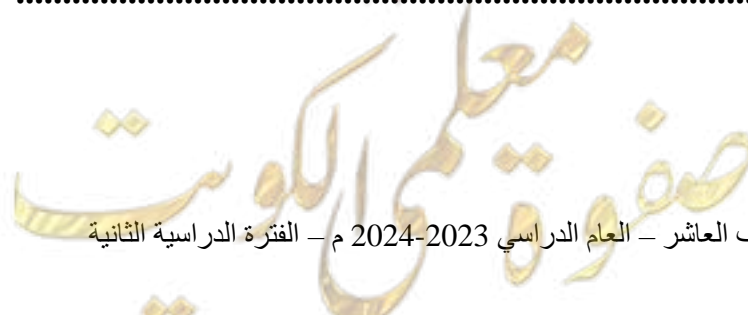 صفوة معلمي الكويت
العاشر – العام الدراسي 2023-2024 م – الفترة الدراسية الثانية